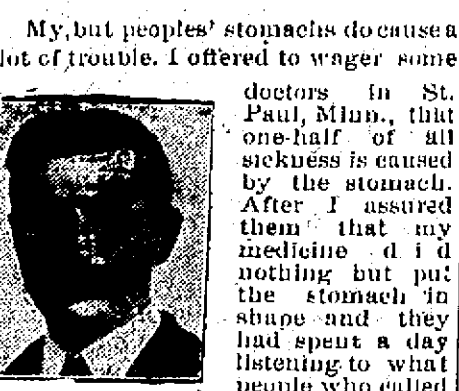 My, but peoples' stomachs do cause a
lot of trouble. I offered to wager some
doctors in St.
Paul, Minn., that
one-half of all
sickness is caused
by the stomach.
After I assured
them that my
medicine did
nothing but put
the stomach in
shape and they
had spent a day
listening to what
people who called